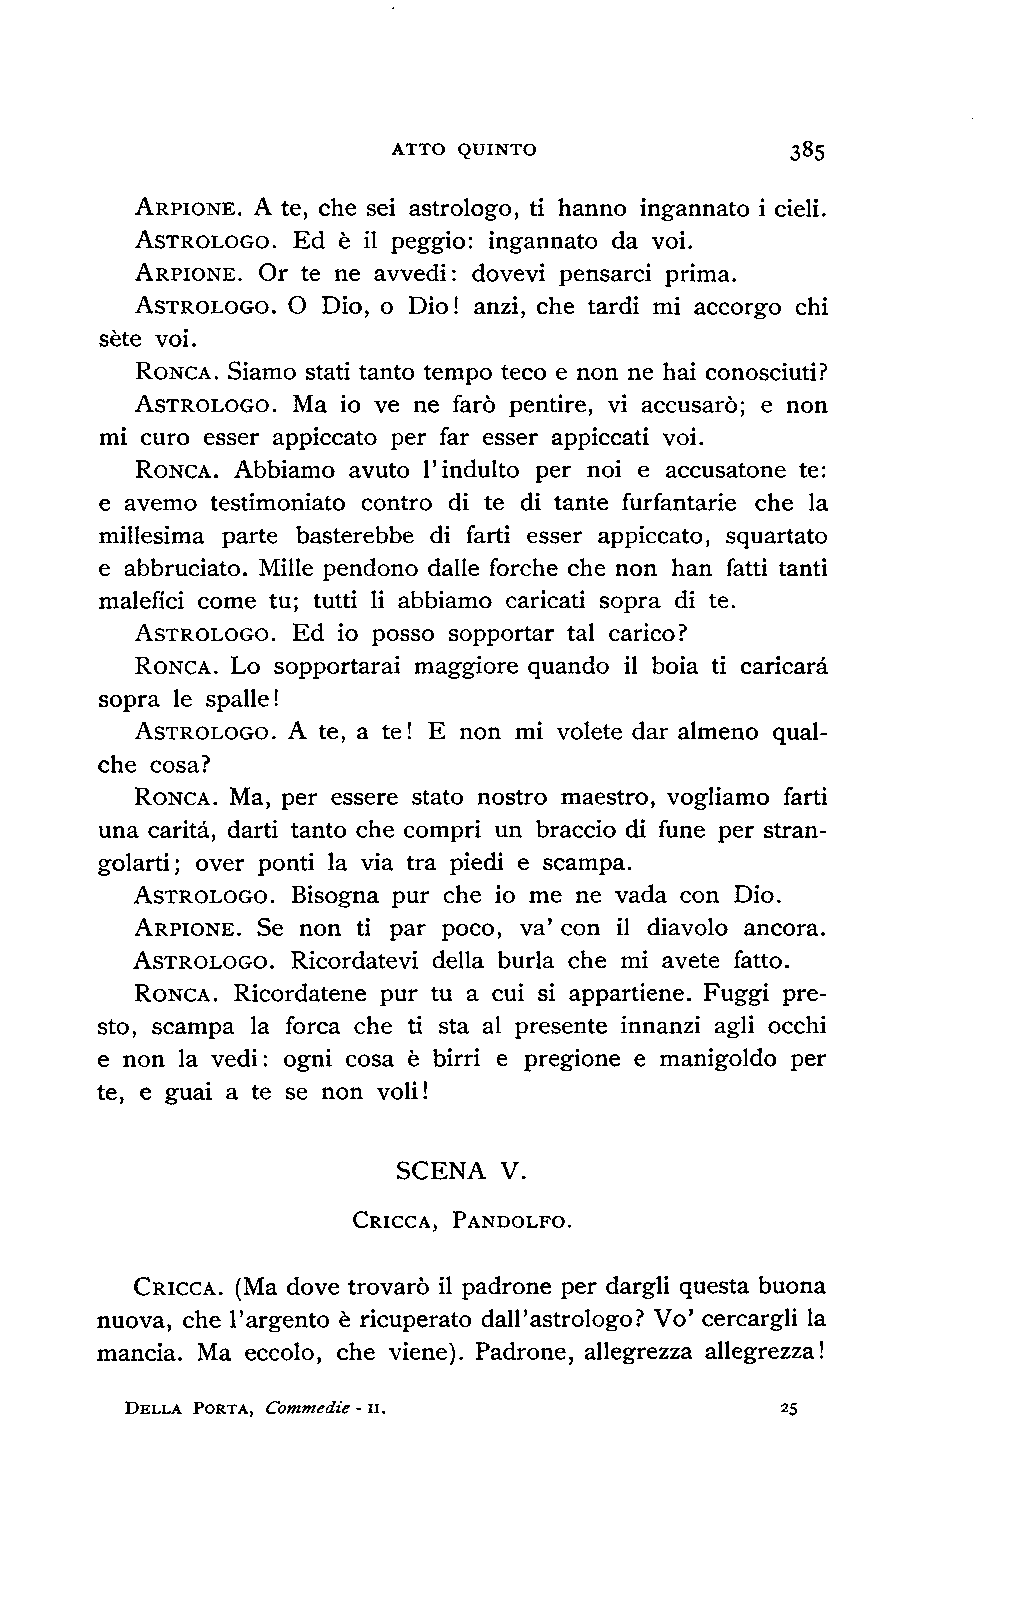 ATTO QUINTO 385
ARPIONE. A te, che sei astrologo, ti hanno ingannato i cieli.
ASTROLOGO. Ed è il peggio: ingannato da voi.
ARPIONE. Or te ne avvedi: dovevi pensarci prima.
ASTROLOGO. O Dio, o Dio! anzi, che tardi mi accorgo chi
sète voi.
RONCA. Siamo stati tanto tempo teco e non ne hai conosciuti?
ASTROLOGO. Ma io ve ne farò pentire, vi accusarò; e non
mi curo esser appiccato per far esser appiccati voi.
RONCA. Abbiamo avuto l'indulto per noi e accusatone te:
e avemo testimoniato contro di te di tante furfantarie che la
millesima parte basterebbe di farti esser appiccato, squartato
e abbruciato. Mille pendono dalle forche che non han fatti tanti
malefíci come tu; tutti li abbiamo caricati sopra di te.
ASTROLOGO. Ed io posso sopportar tal carico?
RONCA. Lo sopportarai maggiore quando il boia ti caricará
sopra le spalle!
ASTROLOGO. A te, a te! E non mi volete dar almeno qual-
che cosa?
RONCA. Ma, per essere stato nostro maestro, vogliamo farti
una caritá, darti tanto che compri un braccio di fune per stran-
golarti; over ponti la via tra piedi e scampa.
ASTROLOGO. Bisogna pur che io me ne vada con Dio.
ARPIONE. Se non ti par poco, va' con il diavolo ancora.
ASTROLOGO. Ricordatevi della burla che mi avete fatto.
RONCA. Ricordatene pur tu a cui si appartiene. Fuggi pre-
sto, scampa la forca che ti sta al presente innanzi agli occhi
e non la vedi: ogni cosa è birri e pregione e manigoldo per
te, e guai a te se non voli!
SCENA V.
CRICCA, PANDOLFO.
CRICCA. (Ma dove trovarò il padrone per dargli questa buona
nuova, che l'argento è ricuperato dall'astrologo? Vo' cercargli la
mancia. Ma eccolo, che viene). Padrone, allegrezza allegrezza!
DELLA PORTA, Commedie - II. 25